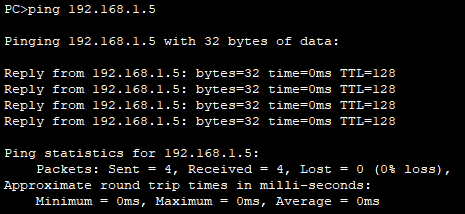 PC>ping 192.168.1.5
Pinging 192.168.1.5 with 32 bytes of data:
Reply from 192.168.1.5: bytes=32 time=0ms TTL=128
Reply from 192.168.1.5: bytes=32 time=0ms TTL=128
Reply from 192.168.1.5: bytes=32 time=0ms TTL=128
Reply from 192.168.1.5: bytes=32 time=0ms TTL=128
Ping statistics for 192.168.1.5:
Packets: Sent = 4, Received = 4, Lost = 0 (0% loss),
Approximate round trip times in milli-seconds:
Minimum = 0ms, Maximum = 0ms, Average = 0ms